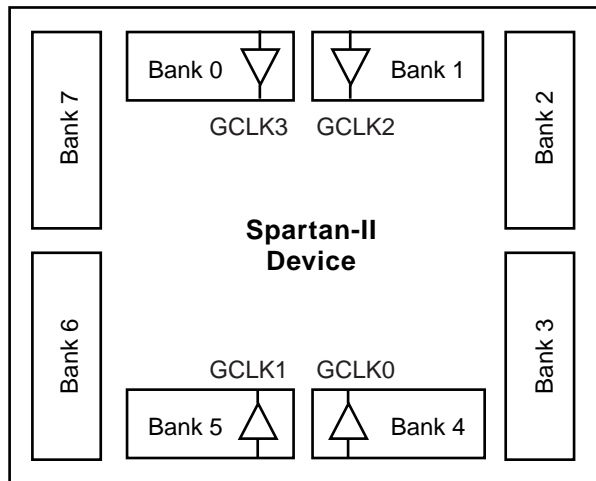 Bank 0
Bank 1
Bank 7
Bank 2
GCLK3
GCLK2
Spartan-II
Device
Bank 6
Bank 3
GCLK1
GCLK0
Bank 5
Bank 4